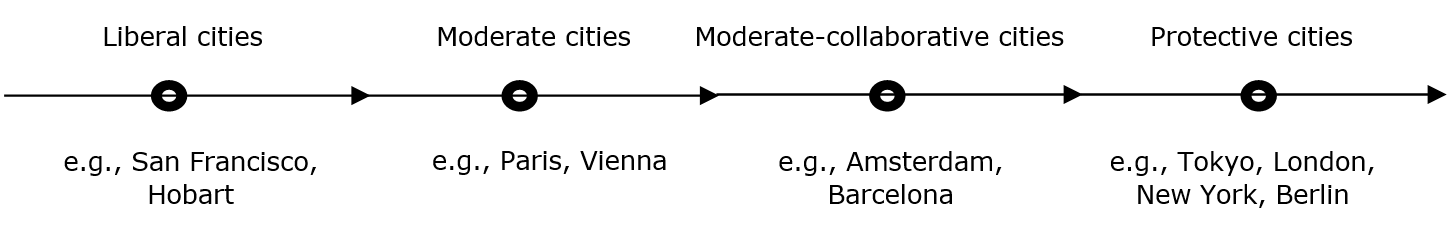 Liberal cities
Moderate cities
Moderate-collaborative cities
Protective cities
e.g., San Francisco,
Hobart
e.g., Paris, Vienna
e.g., Amsterdam,
Barcelona
e.g., Tokyo, London,
New York, Berlin